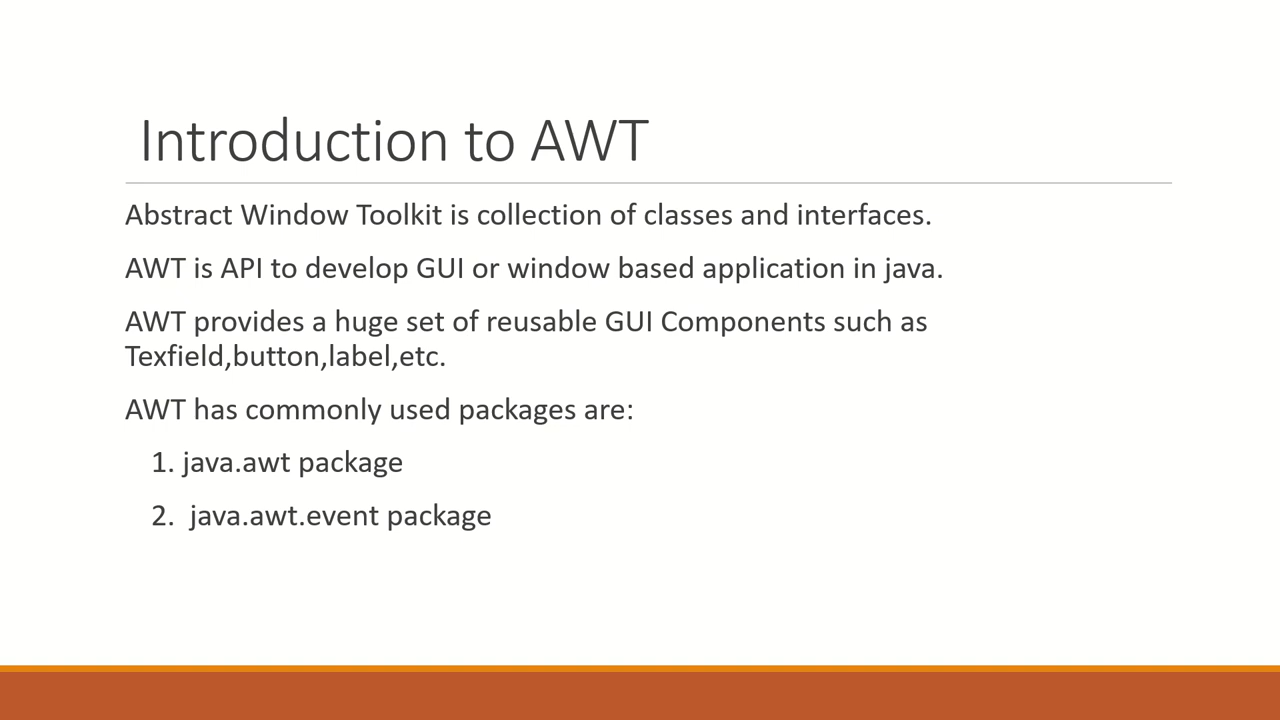 Introduction to AWT
Abstract Window Toolkit is collection of classes and interfaces.
AWT is API to develop GUI or window based application in java.
AWT provides a huge set of reusable GUI Components such as
Texfield,button,label,etc.
AWT has commonly used packages are:
1. java.awt package
2.  java.awt.event package